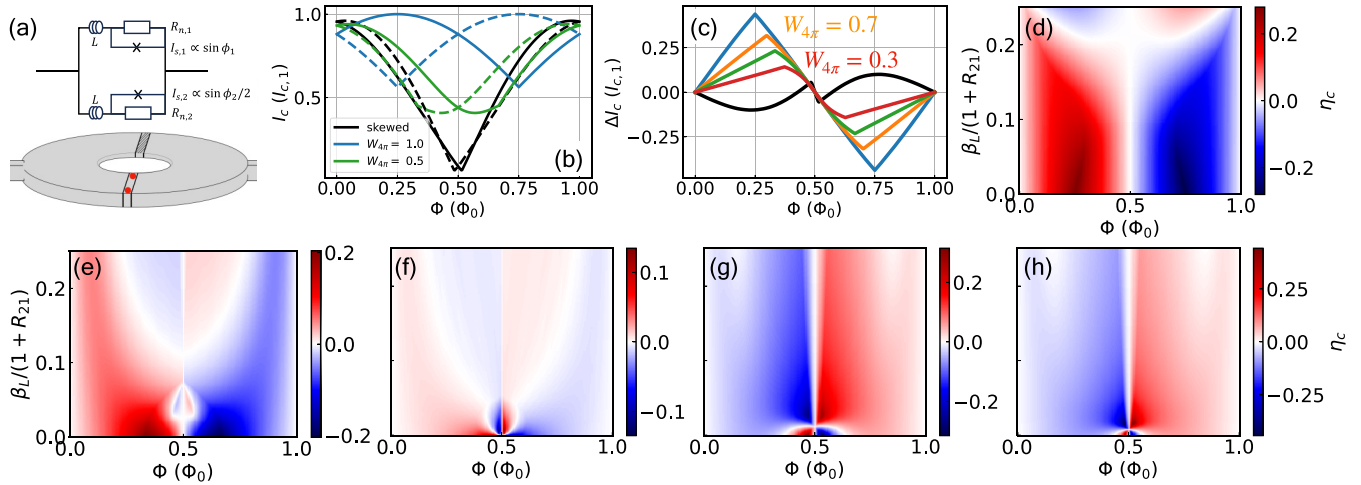 (a)
R_{n,1}
L
I_{s,1} ∝ sin ϕ_1
L
I_{s,2} ∝ sin ϕ_2/2
R_{n,2}
I_c (I_{c,1})
1.0
0.5
skewed
W_{4π} = 1.0
W_{4π} = 0.5
(b)
0.00 0.25 0.50 0.75 1.00
Φ (Φ_0)
ΔI_c (I_{c,1})
0.25
0.00
−0.25
(c)
W_{4π} = 0.7
W_{4π} = 0.3
0.00 0.25 0.50 0.75 1.00
Φ (Φ_0)
(d)
β_L/(1 + R_{21})
0.2
0.1
0.0
0.0 0.5 1.0
Φ (Φ_0)
0.2
0.0
−0.2
η_c
(e)
β_L/(1 + R_{21})
0.2
0.1
0.0
0.0 0.5 1.0
Φ (Φ_0)
0.2
0.0
−0.2
(f)
0.0 0.5 1.0
Φ (Φ_0)
0.1
0.0
−0.1
(g)
0.0 0.5 1.0
Φ (Φ_0)
0.2
0.0
−0.2
(h)
0.0 0.5 1.0
Φ (Φ_0)
0.25
0.00
−0.25
η_c